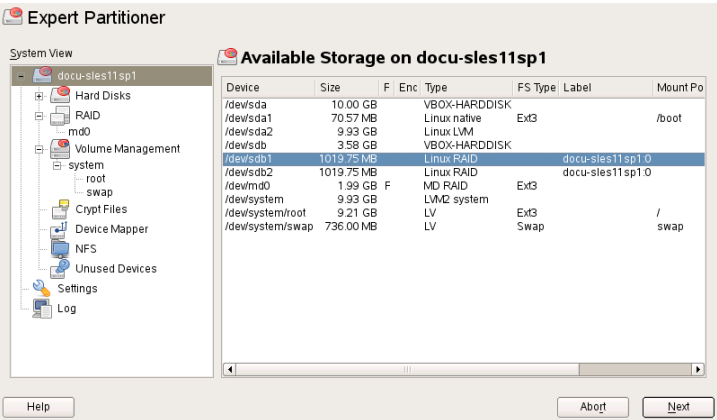 Expert Partitioner
System View
docu-sles11sp1
Hard Disks
RAID
md0
Volume Management
system
root
swap
Crypt Files
Device Mapper
NFS
Unused Devices
Settings
Log
Available Storage on docu-sles11sp1
Device Size F Enc Type FS Type Label Mount Po
/dev/sda 10.00 GB VBOX-HARDDISK
/dev/sda1 70.57 MB Linux native Ext3 /boot
/dev/sda2 9.93 GB Linux LVM
/dev/sdb 3.58 GB VBOX-HARDDISK
/dev/sdb1 1019.75 MB Linux RAID docu-sles11sp1:0
/dev/sdb2 1019.75 MB Linux RAID docu-sles11sp1:0
/dev/md0 1.99 GB F MD RAID Ext3
/dev/system 9.93 GB LVM2 system
/dev/system/root 9.21 GB LV Ext3 /
/dev/system/swap 736.00 MB LV Swap swap
Help Abort Next